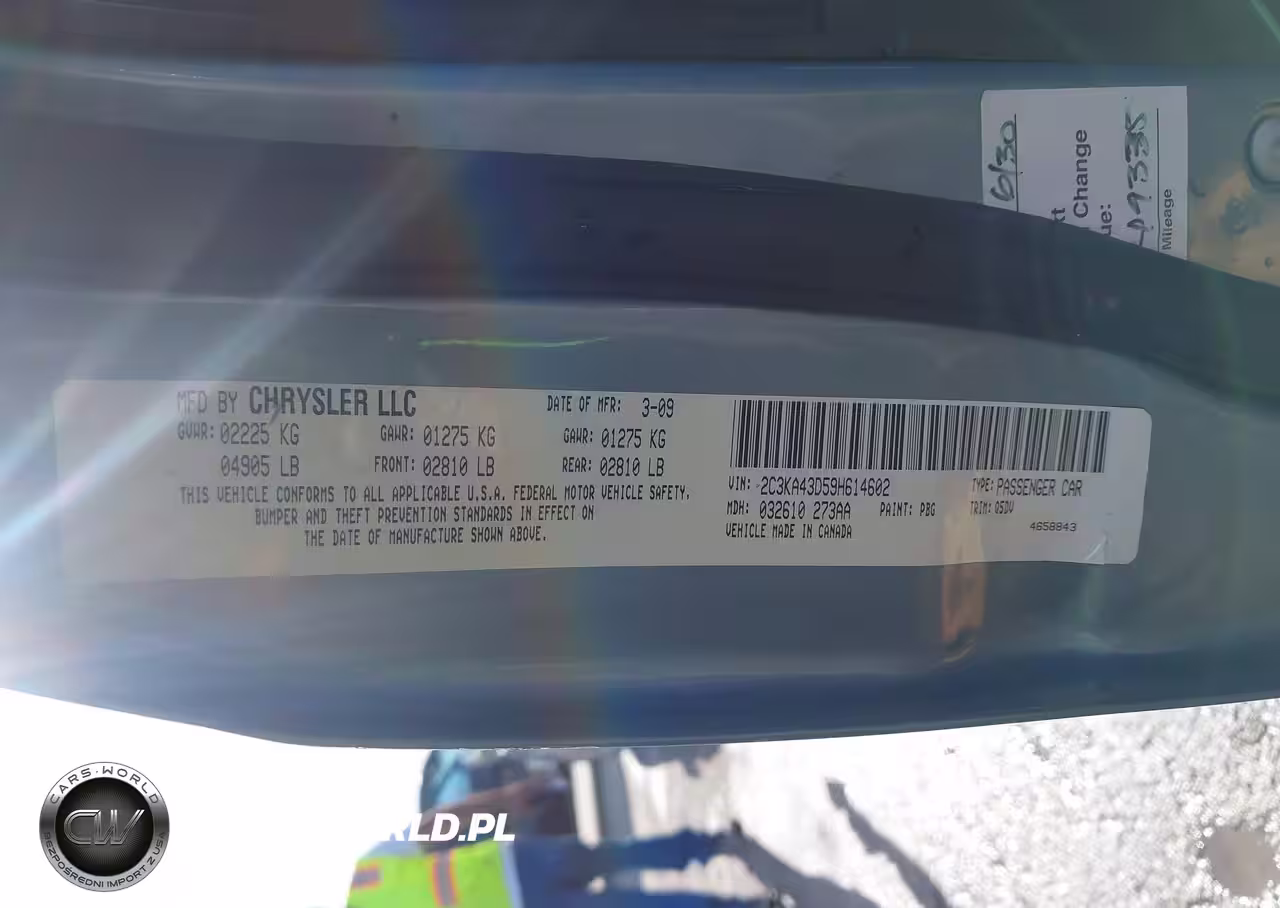 6/30
Change
Mileage
MFD BY CHRYSLER LLC DATE OF MFR: 3-09
GVWR: 02225 KG GAWR: 01275 KG GAWR: 01275 KG
04905 LB FRONT: 02810 LB REAR: 02810 LB
THIS VEHICLE CONFORMS TO ALL APPLICABLE U.S.A. FEDERAL MOTOR VEHICLE SAFETY,
BUMPER AND THEFT PREVENTION STANDARDS IN EFFECT ON
THE DATE OF MANUFACTURE SHOWN ABOVE.
VIN: 2C3KA43D59H614602 TYPE: PASSENGER CAR
MDH: 032610 273AA PAINT: PBG TRIM: Q5DV
VEHICLE MADE IN CANADA 4658843
CARS-WORLD
CW
BEZPOŚREDNI IMPORT Z USA
RLD.PL